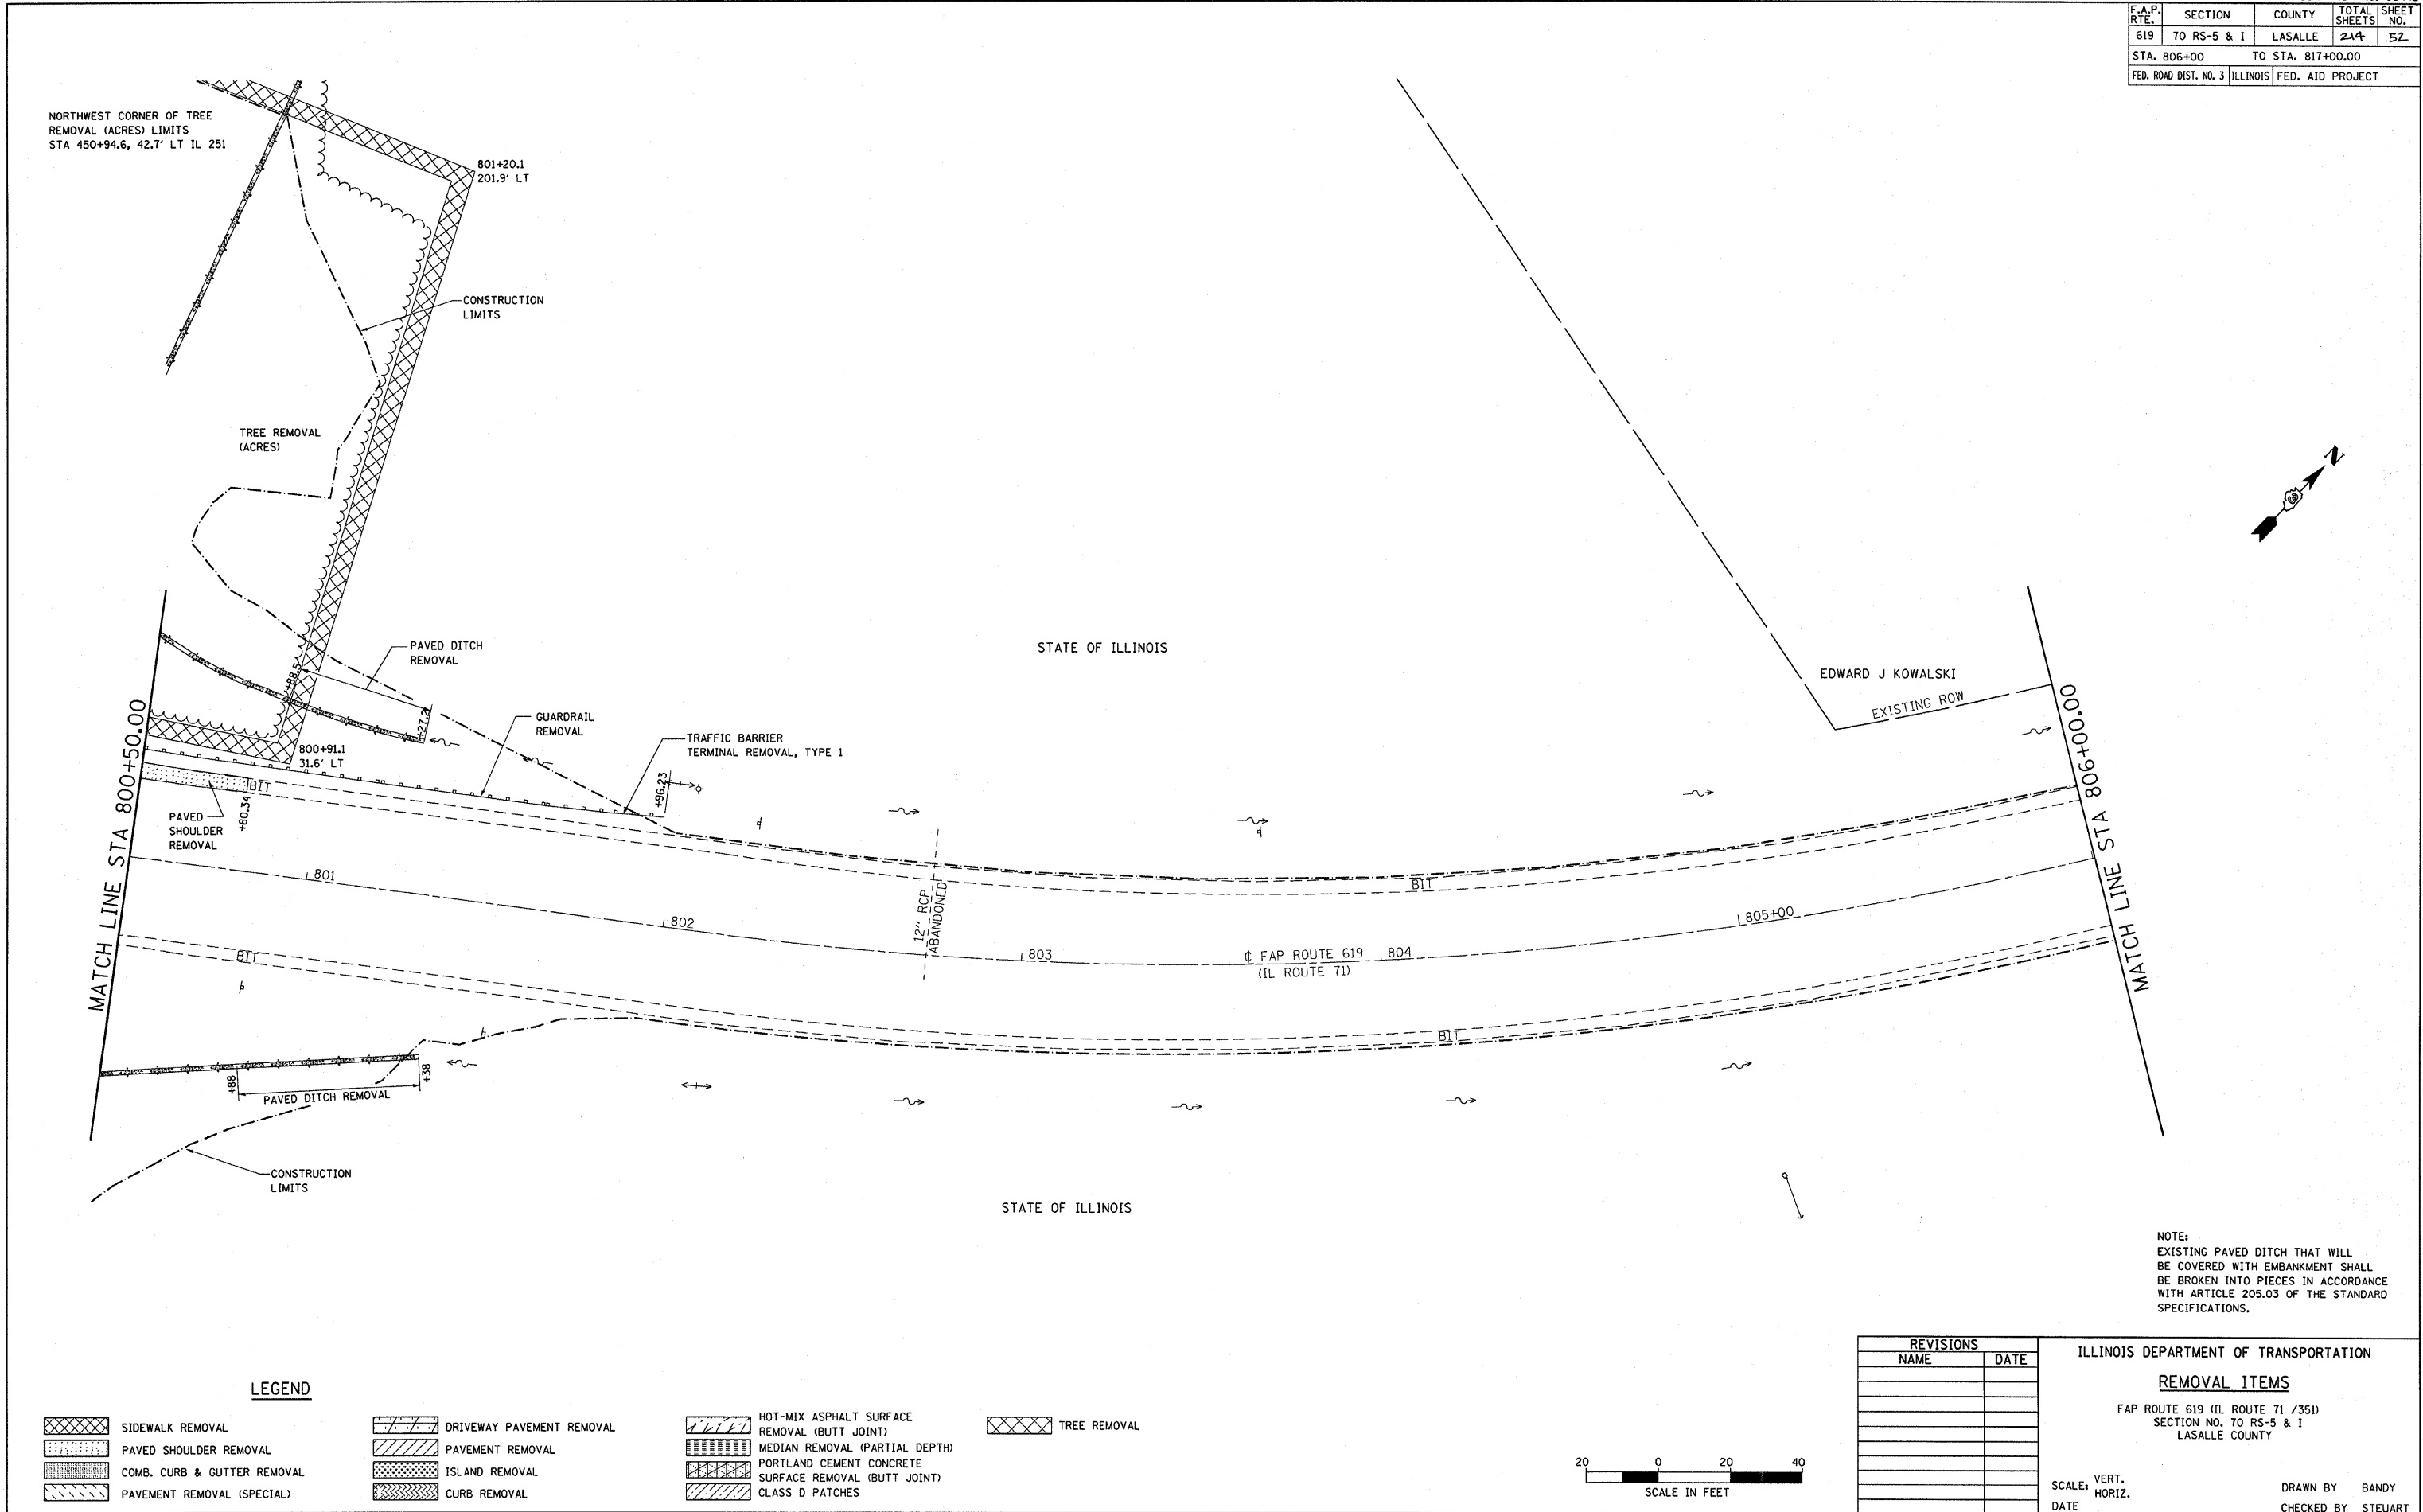 F.A.P. RTE. SECTION COUNTY TOTAL SHEETS SHEET NO.
619 70 RS-5 & I LASALLE 214 52
STA. 806+00 TO STA. 817+00.00
FED. ROAD DIST. NO. 3 ILLINOIS FED. AID PROJECT
NORTHWEST CORNER OF TREE
REMOVAL (ACRES) LIMITS
STA 450+94.6, 42.7' LT IL 251
801+20.1
201.9' LT
CONSTRUCTION
LIMITS
TREE REMOVAL
(ACRES)
N
3
PAVED DITCH
REMOVAL
STATE OF ILLINOIS
EDWARD J KOWALSKI
EXISTING ROW
+88.5
+27.2
GUARDRAIL
REMOVAL
TRAFFIC BARRIER
TERMINAL REMOVAL, TYPE 1
800+91.1
31.6' LT
+96.23
BIT
+80.34
PAVED
SHOULDER
REMOVAL
MATCH LINE STA 800+50.00
MATCH LINE STA 806+00.00
801
802
12" RCP
ABANDONED
803
℄ FAP ROUTE 619
(IL ROUTE 71)
804
805+00
BIT
BIT
BIT
+88
+38
PAVED DITCH REMOVAL
CONSTRUCTION
LIMITS
STATE OF ILLINOIS
NOTE:
EXISTING PAVED DITCH THAT WILL
BE COVERED WITH EMBANKMENT SHALL
BE BROKEN INTO PIECES IN ACCORDANCE
WITH ARTICLE 205.03 OF THE STANDARD
SPECIFICATIONS.
LEGEND
SIDEWALK REMOVAL
PAVED SHOULDER REMOVAL
COMB. CURB & GUTTER REMOVAL
PAVEMENT REMOVAL (SPECIAL)
DRIVEWAY PAVEMENT REMOVAL
PAVEMENT REMOVAL
ISLAND REMOVAL
CURB REMOVAL
HOT-MIX ASPHALT SURFACE
REMOVAL (BUTT JOINT)
MEDIAN REMOVAL (PARTIAL DEPTH)
PORTLAND CEMENT CONCRETE
SURFACE REMOVAL (BUTT JOINT)
CLASS D PATCHES
TREE REMOVAL
20 0 20 40
SCALE IN FEET
REVISIONS
NAME DATE
ILLINOIS DEPARTMENT OF TRANSPORTATION
REMOVAL ITEMS
FAP ROUTE 619 (IL ROUTE 71 /351)
SECTION NO. 70 RS-5 & I
LASALLE COUNTY
SCALE: VERT.
HORIZ.
DATE
DRAWN BY BANDY
CHECKED BY STEUART